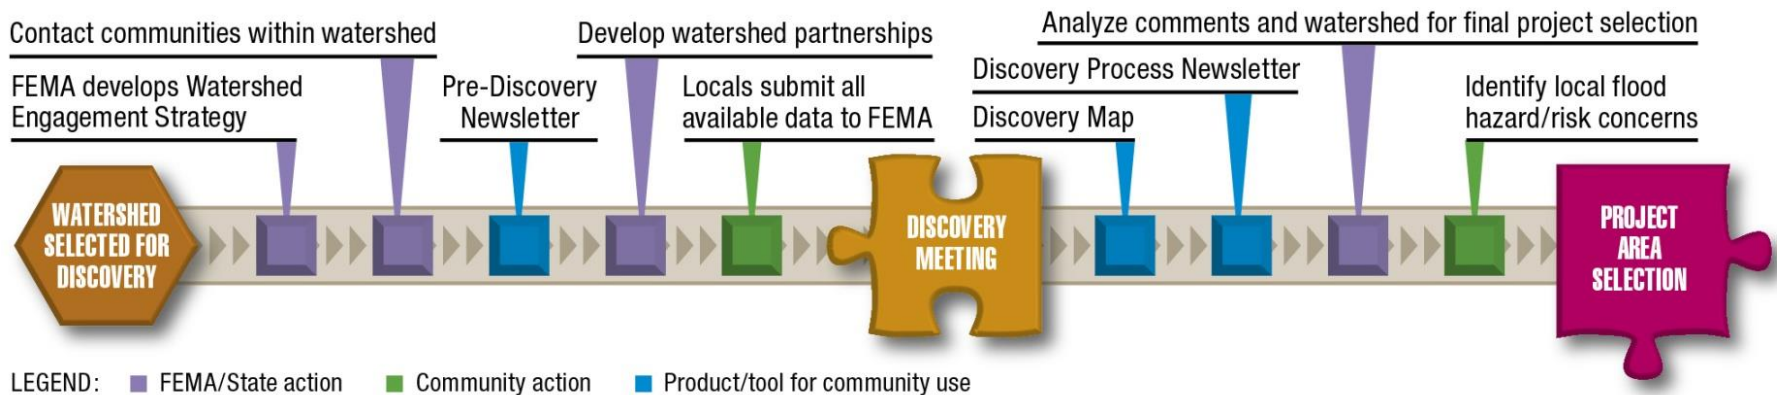 Contact communities within watershed
FEMA develops Watershed
Engagement Strategy
Pre-Discovery
Newsletter
Develop watershed partnerships
Locals submit all
available data to FEMA
Analyze comments and watershed for final project selection
Discovery Process Newsletter
Discovery Map
Identify local flood
hazard/risk concerns
WATERSHED
SELECTED FOR
DISCOVERY
DISCOVERY
MEETING
PROJECT
AREA
SELECTION
LEGEND: FEMA/State action Community action Product/tool for community use